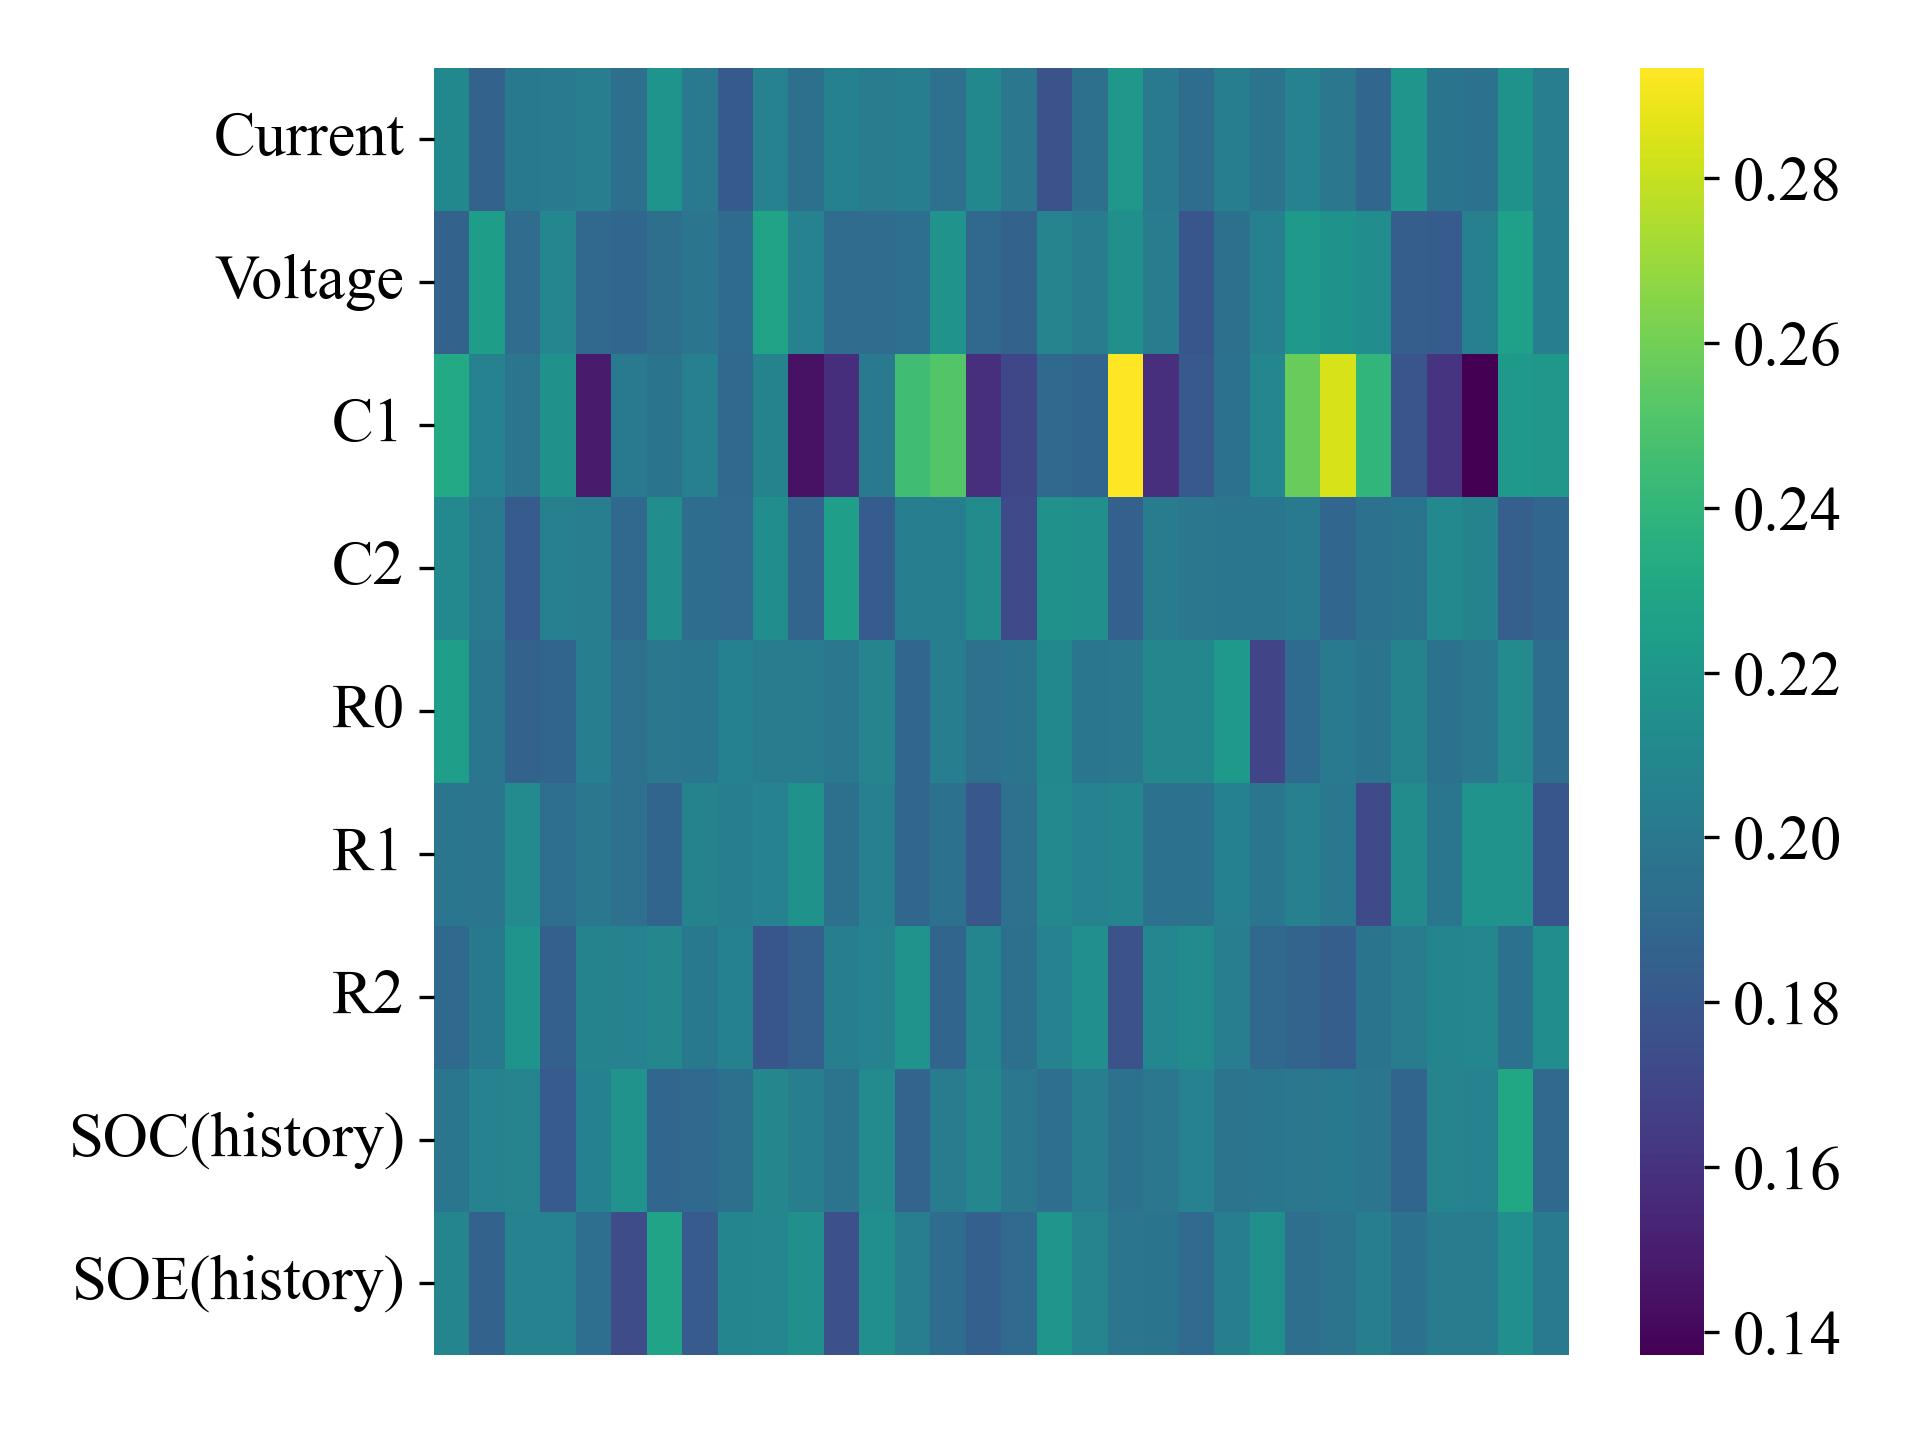 Current
Voltage
C1
C2
R0
R1
R2
SOC(history)
SOE(history)
0.28
0.26
0.24
0.22
0.20
0.18
0.16
0.14